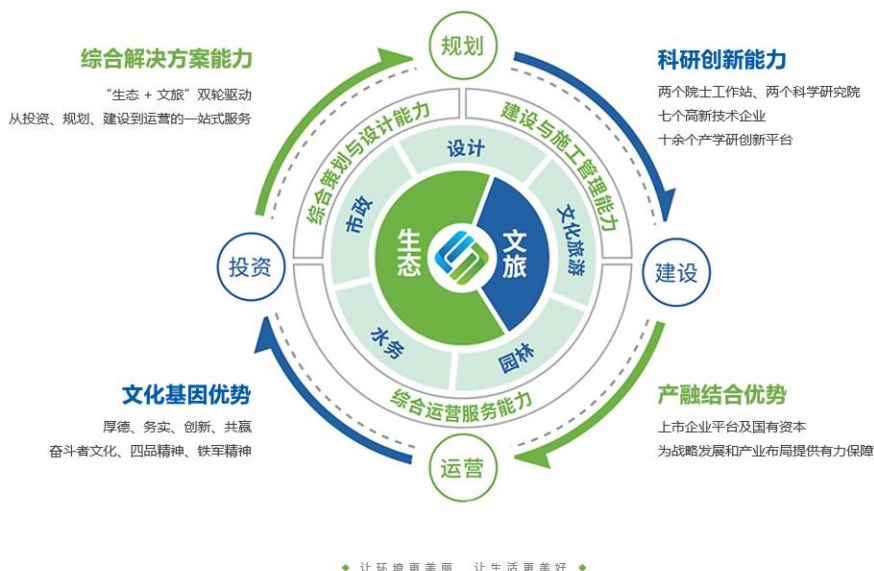 规划
综合解决方案能力
“生态 + 文旅”双轮驱动
从投资、规划、建设到运营的一站式服务
科研创新能力
两个院士工作站、两个科学研究院
七个高新技术企业
十余个产学研创新平台
综合策划与设计能力
建设与施工管理能力
设计
市政
文化旅游
生态
文旅
投资
建设
水务
园林
综合运营服务能力
文化基因优势
厚德、务实、创新、共赢
奋斗者文化、四品精神、铁军精神
产融结合优势
上市企业平台及国有资本
为战略发展和产业布局提供有力保障
运营
让环境更美丽 让生活更美好